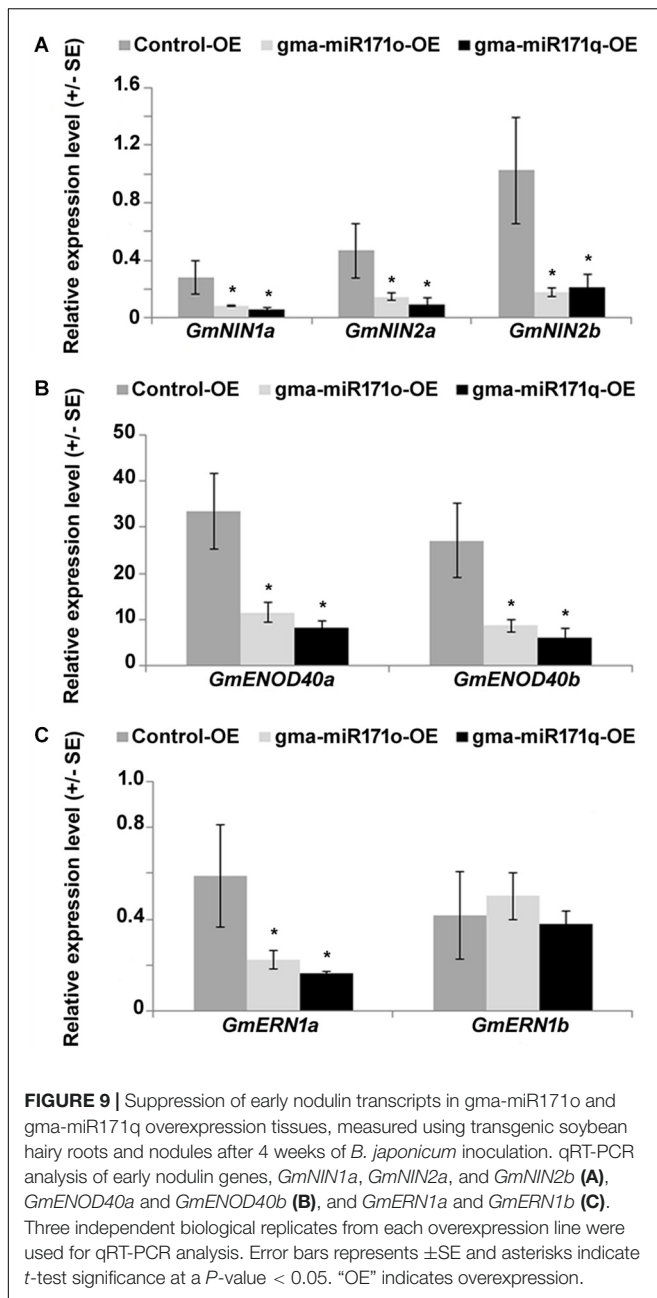 A Control-OE gma-miR171o-OE gma-miR171q-OE
Relative expression level (+/- SE)
1.6
1.2
0.8
0.4
0
* * * * * *
GmNIN1a GmNIN2a GmNIN2b
B Control-OE gma-miR171o-OE gma-miR171q-OE
Relative expression level (+/- SE)
50
40
30
20
10
0
* * * *
GmENOD40a GmENOD40b
C Control-OE gma-miR171o-OE gma-miR171q-OE
Relative expression level (+/- SE)
1.0
0.8
0.4
0
* *
GmERN1a GmERN1b
FIGURE 9 | Suppression of early nodulin transcripts in gma-miR171o and
gma-miR171q overexpression tissues, measured using transgenic soybean
hairy roots and nodules after 4 weeks of B. japonicum inoculation. qRT-PCR
analysis of early nodulin genes, GmNIN1a, GmNIN2a, and GmNIN2b (A),
GmENOD40a and GmENOD40b (B), and GmERN1a and GmERN1b (C).
Three independent biological replicates from each overexpression line were
used for qRT-PCR analysis. Error bars represents ±SE and asterisks indicate
t-test significance at a P-value < 0.05. “OE” indicates overexpression.